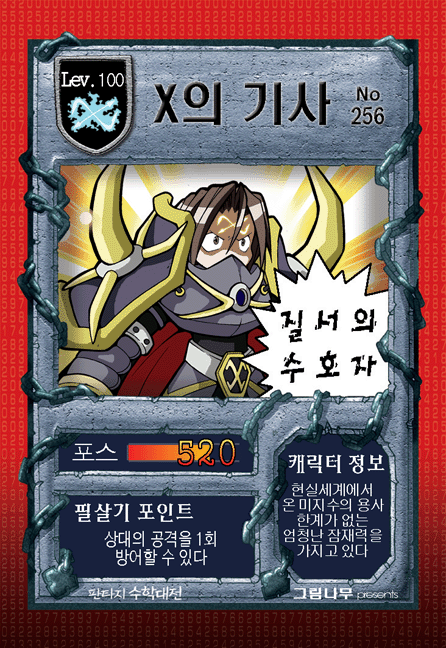 Lev. 100
X의 기사
No
256
질서의
수호자
포스 520
필살기 포인트
상대의 공격을 1회
방어할 수 있다
캐릭터 정보
현실세계에서
온 미지수의 용사
한계가 없는
엄청난 잠재력을
가지고 있다
판타지 수학대전
그림나무 presents